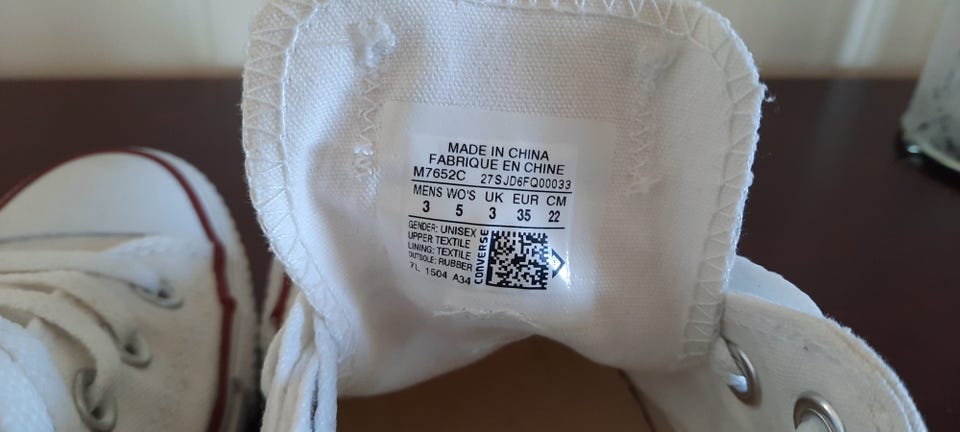 MADE IN CHINA
FABRIQUE EN CHINE
M7652C 27SJD6FQ00033
MENS WO'S UK EUR CM
3 5 3 35 22
GENDER: UNISEX
UPPER TEXTILE
LINING: TEXTILE
OUTSOLE: RUBBER
7L 1504 A34
CONVERSE